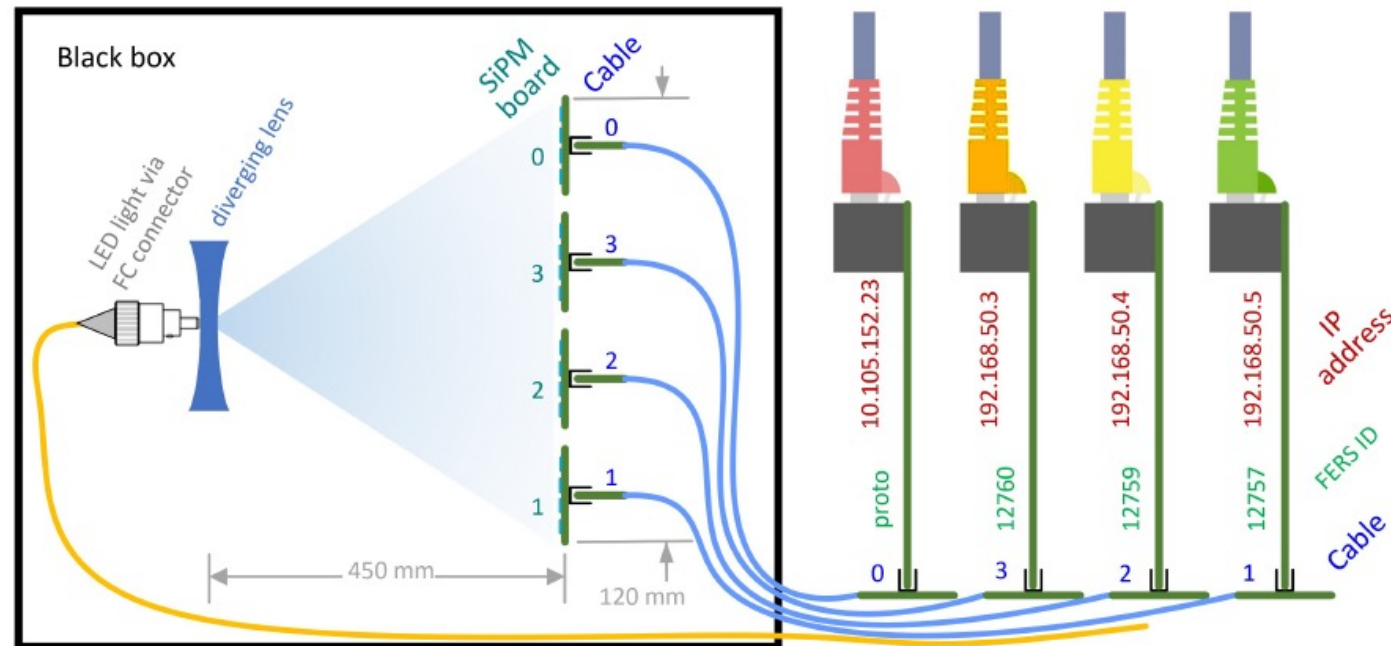 Black box
LED light via
FC connector
diverging lens
SiPM
board
Cable
0
3
2
1
0
3
2
1
450 mm
120 mm
10.105.152.23
192.168.50.3
192.168.50.4
192.168.50.5
IP
address
proto
12760
12759
12757
FERS ID
0
3
2
1
Cable